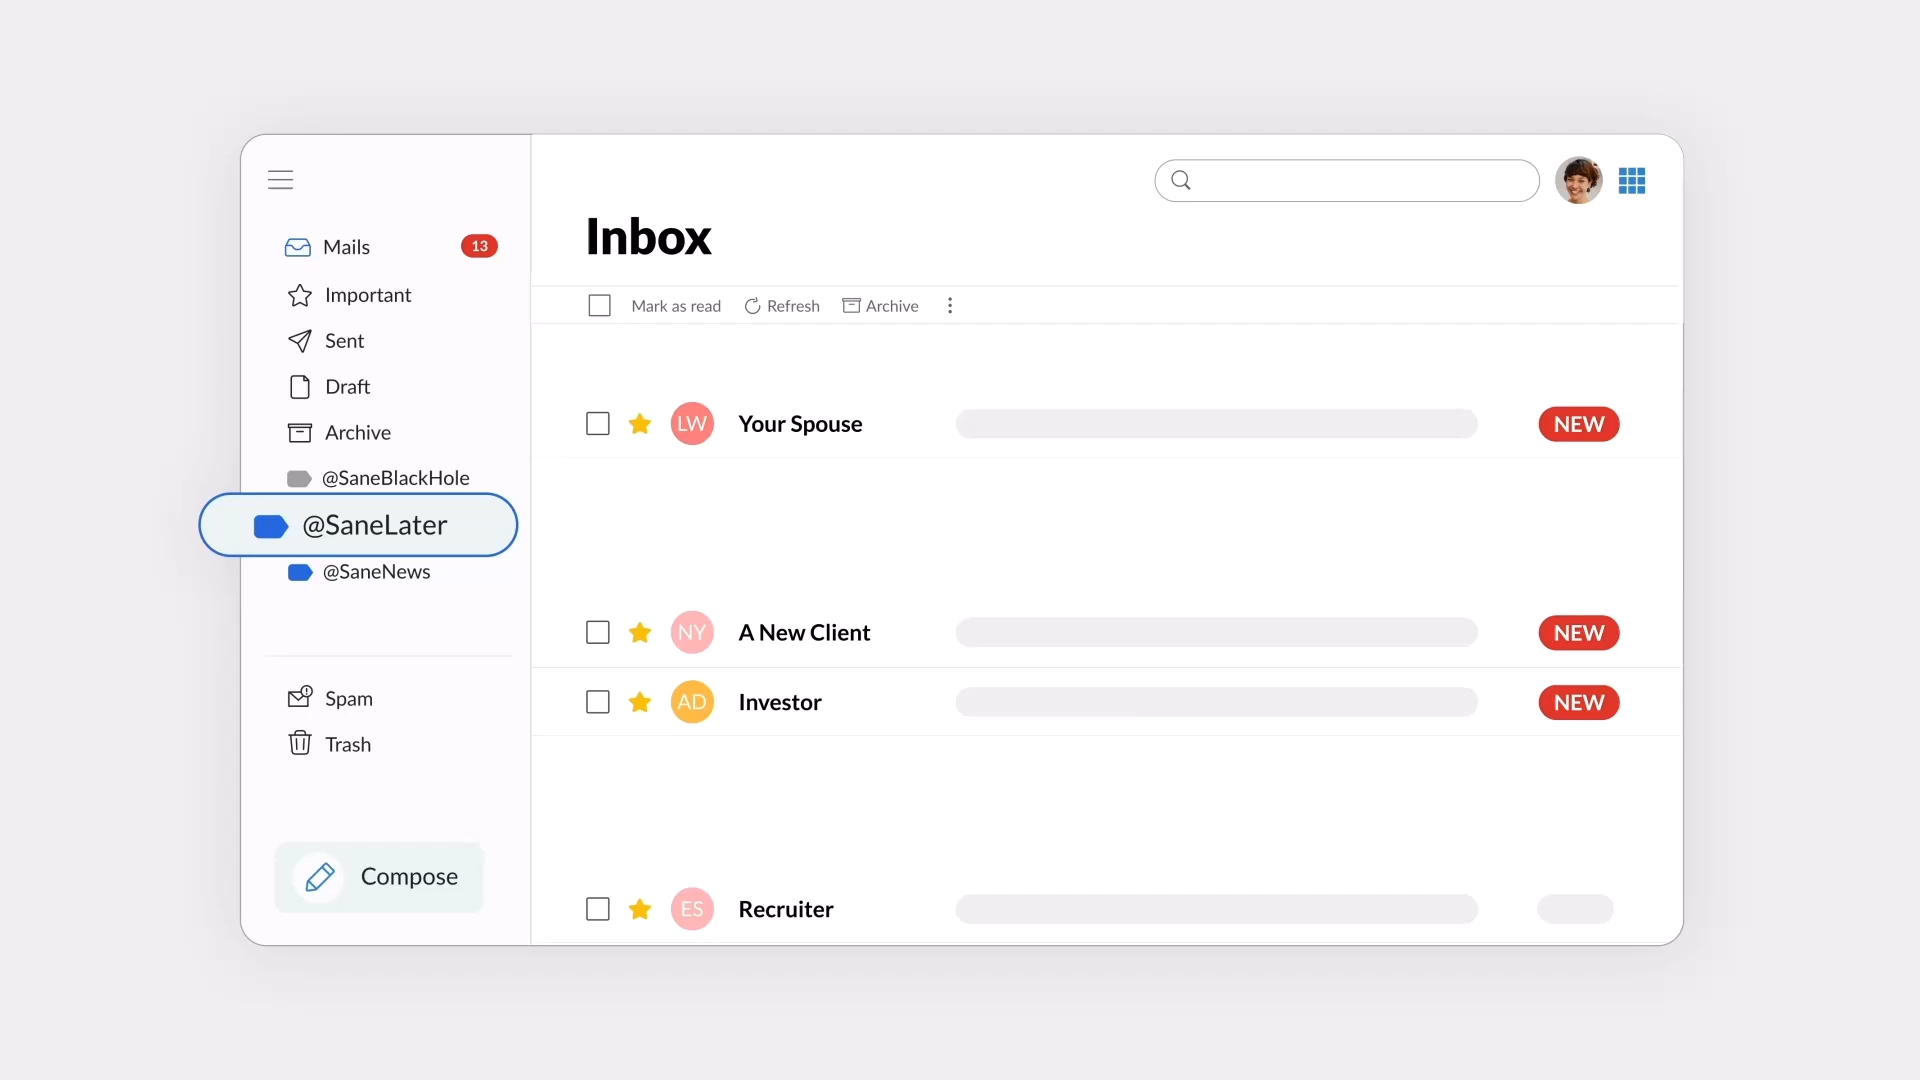 Mails 13
Important
Sent
Draft
Archive
@SaneBlackHole
@SaneLater
@SaneNews
Spam
Trash
Compose
Inbox
Mark as read Refresh Archive
LW Your Spouse NEW
NY A New Client NEW
AD Investor NEW
ES Recruiter